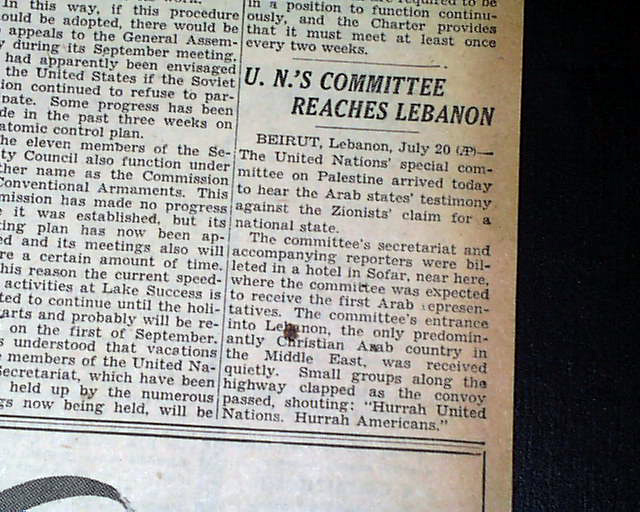 In this way, if this procedure
could be adopted, there would be
appeals to the General Assem-
y during its September meeting.
had apparently been envisaged
the United States if the Soviet
ion continued to refuse to par-
pate. Some progress has been
de in the past three weeks on
atomic control plan.
he eleven members of the Se-
ty Council also function under
ther name as the Commission
Conventional Armaments. This
mission has made no progress
e it was established, but its
ing plan has now been ap-
ed and its meetings also will
re a certain amount of time.
his reason the current speed-
activities at Lake Success is
ted to continue until the holi-
arts and probably will be re-
on the first of September.
s understood that vacations
members of the United Na-
Secretariat, which have been
held up by the numerous
gs now being held, will be
in a position to function continu-
ously, and the Charter provides
that it must meet at least once
every two weeks.
U. N.'S COMMITTEE
REACHES LEBANON
BEIRUT, Lebanon, July 20 (AP)—
The United Nations' special com-
mittee on Palestine arrived today
to hear the Arab states' testimony
against the Zionists' claim for a
national state.
The committee's secretariat and
accompanying reporters were bil-
leted in a hotel in Sofar, near here,
where the committee was expected
to receive the first Arab represen-
tatives. The committee's entrance
into Lebanon, the only predomin-
antly Christian Arab country in
the Middle East, was received
quietly. Small groups along the
highway clapped as the convoy
passed, shouting: "Hurrah United
Nations. Hurrah Americans."